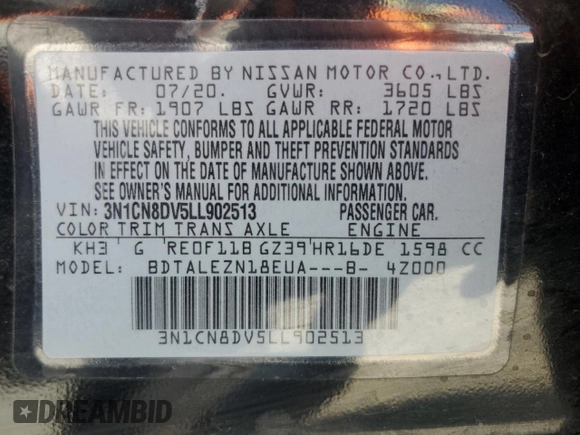 MANUFACTURED BY NISSAN MOTOR CO.,LTD.
DATE: 07/20. GVWR: 3605 LBS
GAWR FR: 1907 LBS GAWR RR: 1720 LBS
THIS VEHICLE CONFORMS TO ALL APPLICABLE FEDERAL MOTOR
VEHICLE SAFETY, BUMPER AND THEFT PREVENTION STANDARDS
IN EFFECT ON THE DATE OF MANUFACTURE SHOWN ABOVE.
SEE OWNER'S MANUAL FOR ADDITIONAL INFORMATION.
VIN: 3N1CN8DV5LL902513 PASSENGER CAR.
COLOR TRIM TRANS AXLE ENGINE
KH3 G RE0F11B GZ39 HR16DE 1598 CC
MODEL: BDTALEZN18EUA---B- 4Z000
3N1CN8DV5LL902513
DREAMBID